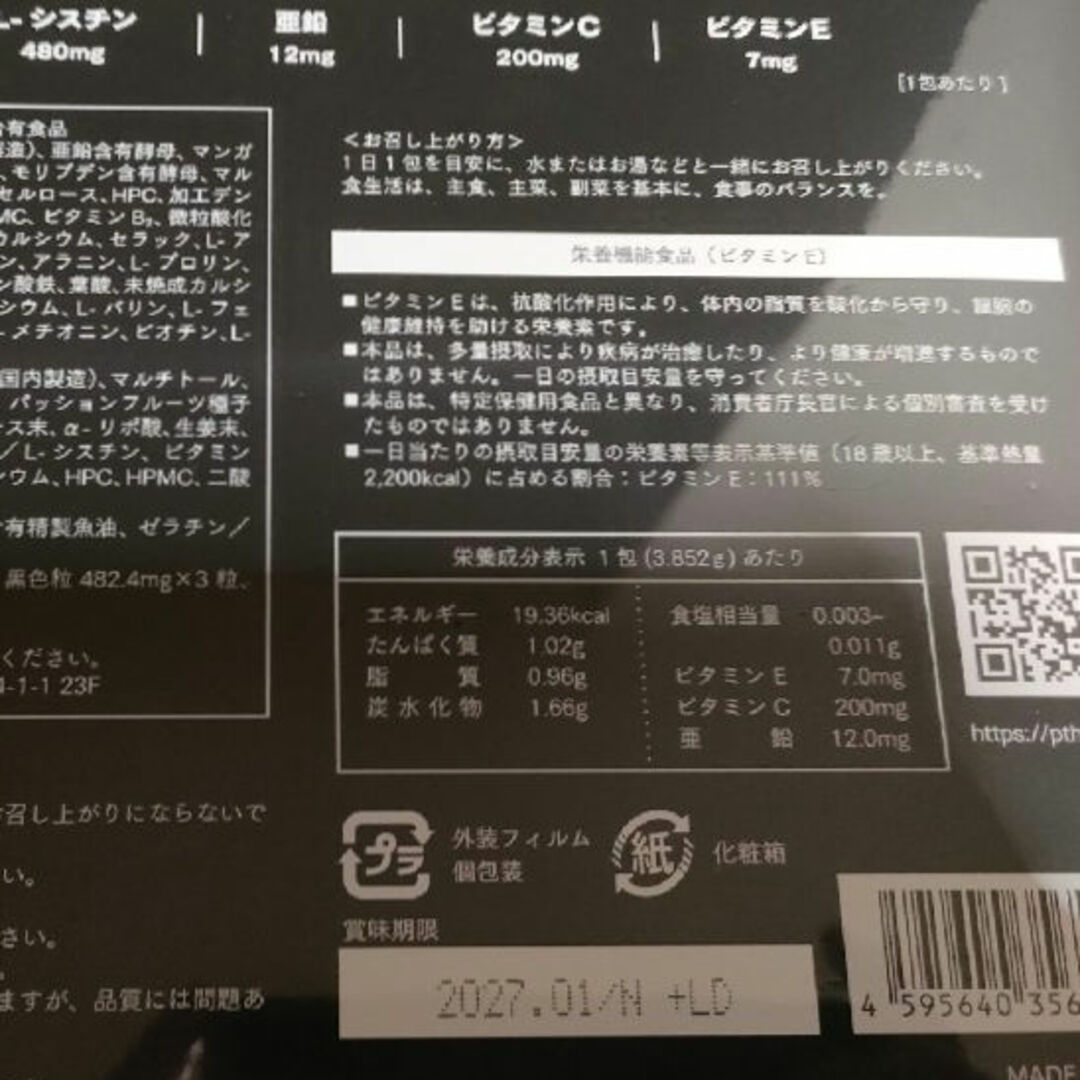 L- シスチン
480mg
亜鉛
12mg
ビタミンC
200mg
ビタミンE
7mg
[1包あたり]
含有食品
製造)、亜鉛含有酵母、マンガ
、モリブデン含有酵母、マル
セルロース、HPC、加工デン
MC、ビタミンB₂、微粒酸化
カルシウム、セラック、L- ア
ン、アラニン、L- プロリン、
ン酸鉄、葉酸、未焼成カルシ
シウム、L- バリン、L- フェ
- メチオニン、ビオチン、L-
国内製造)、マルチトール、
パッションフルーツ種子
ース末、α- リポ酸、生姜末、
／L- シスチン、ビタミン
ウム、HPC、HPMC、二酸
含有精製魚油、ゼラチン／
黒色粒 482.4mg×3 粒、
ください。
4-1-1 23F
＜お召し上がり方＞
1日1包を目安に、水またはお湯などと一緒にお召し上がりください。
食生活は、主食、主菜、副菜を基本に、食事のバランスを。
栄養機能食品（ビタミンE）
■ビタミンEは、抗酸化作用により、体内の脂質を酸化から守り、細胞の
健康維持を助ける栄養素です。
■本品は、多量摂取により疾病が治癒したり、より健康が増進するもので
はありません。一日の摂取目安量を守ってください。
■本品は、特定保健用食品と異なり、消費者庁長官による個別審査を受け
たものではありません。
■一日当たりの摂取目安量の栄養素等表示基準値（18歳以上、基準熱量
2,200kcal）に占める割合：ビタミンE：111%
栄養成分表示 1包(3.852g)あたり
エネルギー 19.36kcal
たんぱく質 1.02g
脂質 0.96g
炭水化物 1.66g
食塩相当量 0.003~
0.011g
ビタミンE 7.0mg
ビタミンC 200mg
亜鉛 12.0mg
https://pth
お召し上がりにならないで
い。
さい。
。
ますが、品質には問題あ
プラ
外装フィルム
個包装
紙
化粧箱
賞味期限
2027.01/N +LD
4 595640 356
MADE